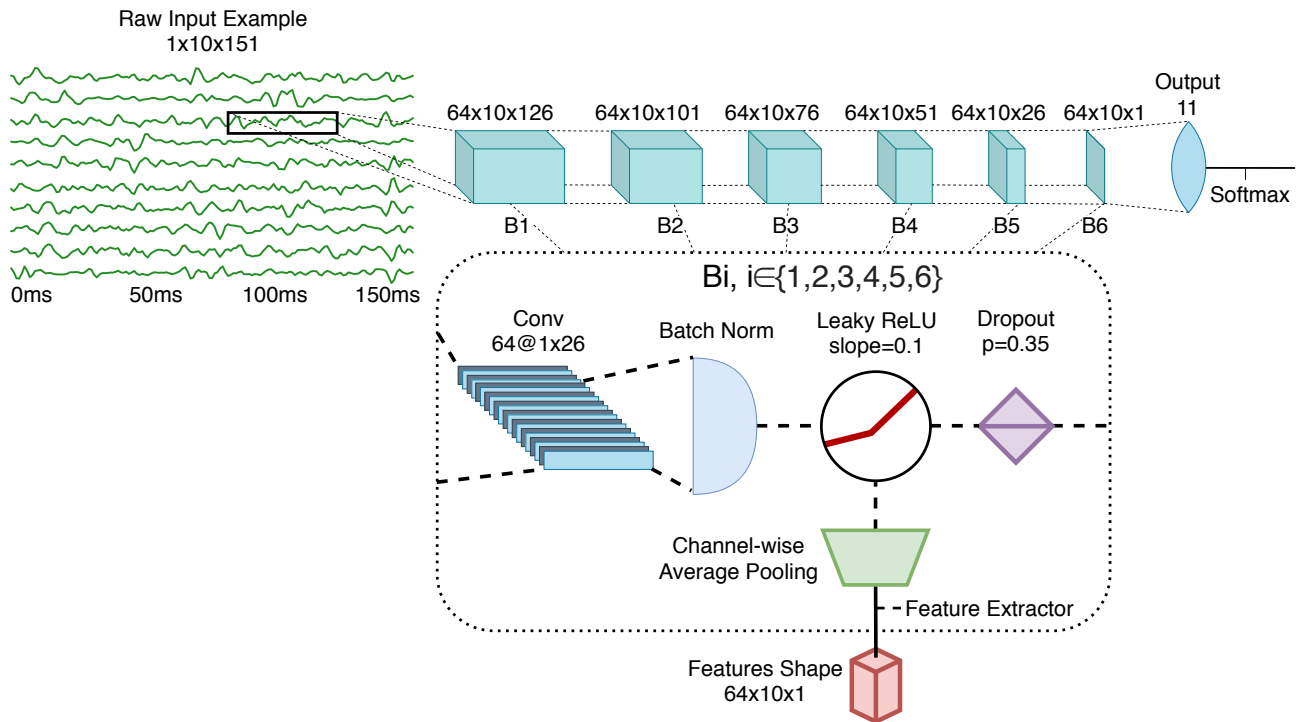 Raw Input Example
1x10x151
0ms
50ms
100ms
150ms
64x10x126
64x10x101
64x10x76
64x10x51
64x10x26
64x10x1
Output
11
Softmax
B1
B2
B3
B4
B5
B6
Bi, i∈{1,2,3,4,5,6}
Conv
64@1x26
Batch Norm
Leaky ReLU
slope=0.1
Dropout
p=0.35
Channel-wise
Average Pooling
Feature Extractor
Features Shape
64x10x1